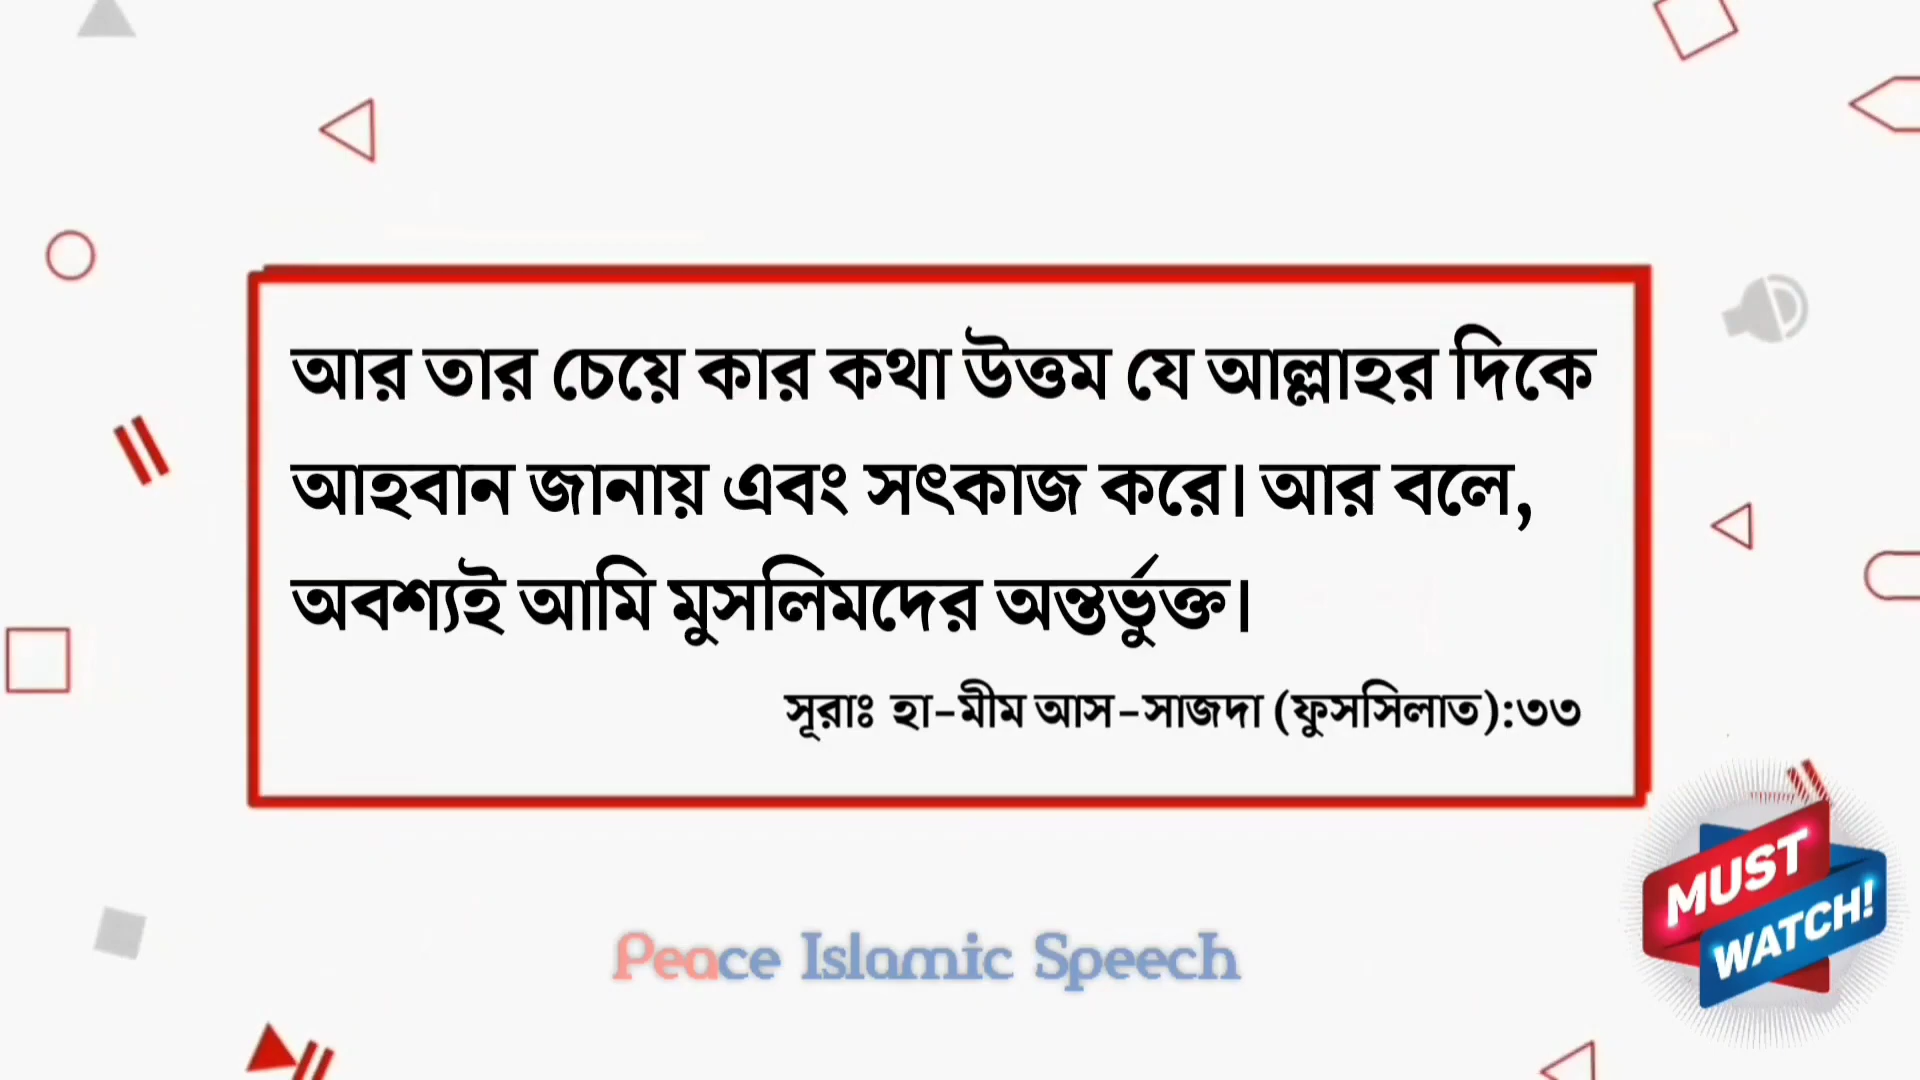 আর তার চেয়ে কার কথা উত্তম যে আল্লাহর দিকে
আহবান জানায় এবং সৎকাজ করে। আর বলে,
অবশ্যই আমি মুসলিমদের অন্তর্ভুক্ত।
সূরাঃ হা-মীম আস-সাজদা (ফুসসিলাত):৩৩
MUST
WATCH!
Peace Islamic Speech